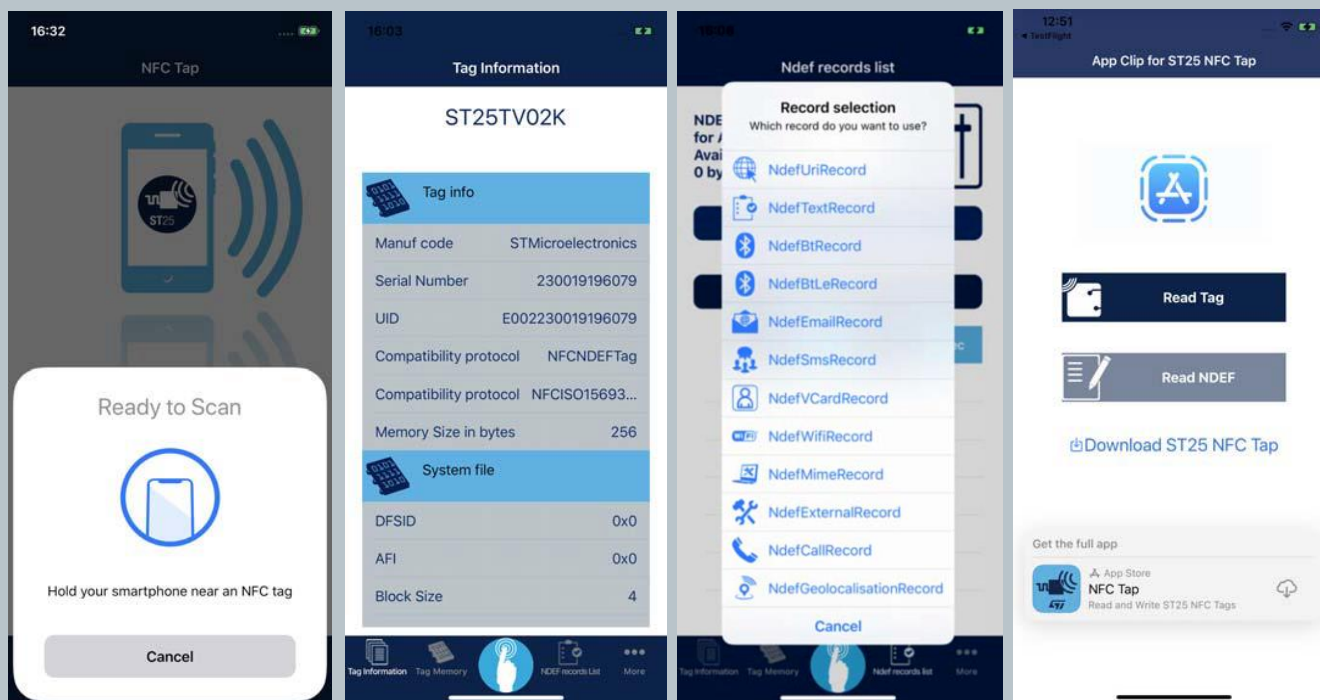 16:32
NFC Tap
ST25
Ready to Scan
Hold your smartphone near an NFC tag
Cancel
16:03
Tag Information
ST25TV02K
Tag info
Manuf code STMicroelectronics
Serial Number 230019196079
UID E002230019196079
Compatibility protocol NFCNDEFTag
Compatibility protocol NFCISO15693...
Memory Size in bytes 256
System file
DFSID 0x0
AFI 0x0
Block Size 4
Tag Information Tag Memory NDEF records List More
Ndef records list
NDE
for A
Avai
0 by
Record selection
Which record do you want to use?
NdefUriRecord
NdefTextRecord
NdefBtRecord
NdefBtLeRecord
NdefEmailRecord
NdefSmsRecord
NdefVCardRecord
NdefWifiRecord
NdefMimeRecord
NdefExternalRecord
NdefCallRecord
NdefGeolocalisationRecord
Cancel
Tag Information Tag Memory Ndef records list More
12:51
TestFlight
App Clip for ST25 NFC Tap
Read Tag
Read NDEF
Download ST25 NFC Tap
Get the full app
App Store
NFC Tap
Read and Write ST25 NFC Tags